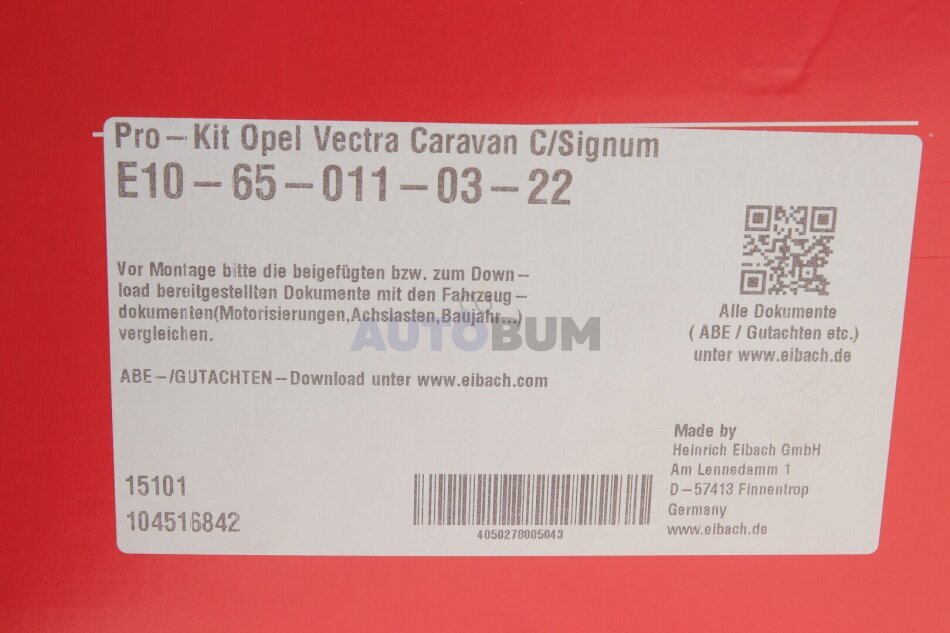 Pro-Kit Opel Vectra Caravan C/Signum
E10-65-011-03-22
Vor Montage bitte die beigefügten bzw. zum Down-
load bereitgestellten Dokumente mit den Fahrzeug-
dokumenten(Motorisierungen,Achslasten,Baujahr...)
vergleichen.
AUTOBUM
ABE-/GUTACHTEN-Download unter www.eibach.com
Alle Dokumente
( ABE / Gutachten etc.)
unter www.eibach.de
15101
104516842
4050278005043
Made by
Heinrich Eibach GmbH
Am Lennedamm 1
D-57413 Finnentrop
Germany
www.eibach.de